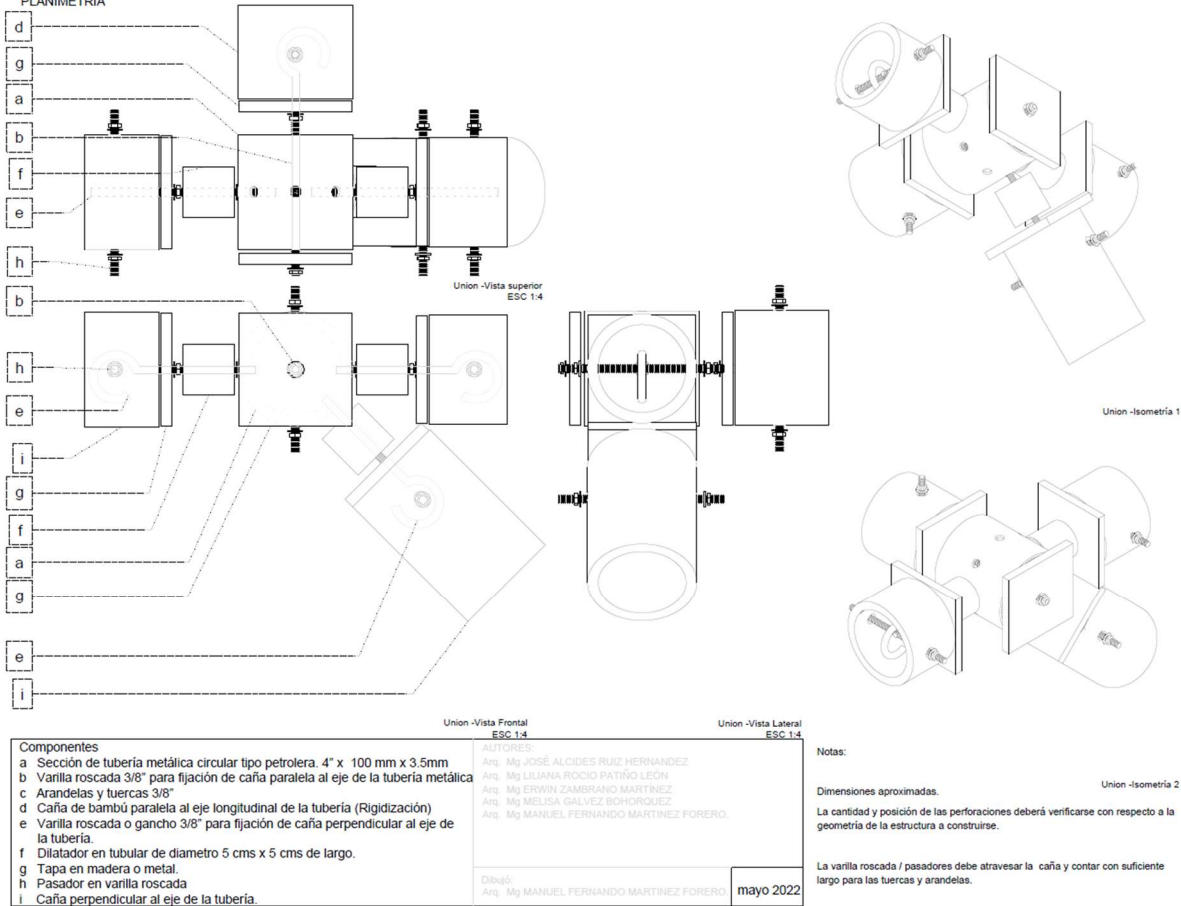 PLANIMETRIA
d
g
a
b
f
e
h
b
h
e
i
g
f
a
g
e
i
Union -Vista superior
ESC 1:4
Union -Isometría 1
Union -Vista Frontal
ESC 1:4
Union -Vista Lateral
ESC 1:4
Union -Isometría 2
Componentes
a Sección de tubería metálica circular tipo petrolera. 4" x 100 mm x 3.5mm
b Varilla roscada 3/8" para fijación de caña paralela al eje de la tubería metálica
c Arandelas y tuercas 3/8"
d Caña de bambú paralela al eje longitudinal de la tubería (Rigidización)
e Varilla roscada o gancho 3/8" para fijación de caña perpendicular al eje de
la tubería.
f Dilatador en tubular de diametro 5 cms x 5 cms de largo.
g Tapa en madera o metal.
h Pasador en varilla roscada
i Caña perpendicular al eje de la tubería.
AUTORES:
Arq. Mg JOSÉ ALCIDES RUIZ HERNANDEZ
Arq. Mg LILIANA ROCIO PATIÑO LEÓN
Arq. Mg ERWIN ZAMBRANO MARTÍNEZ
Arq. Mg MELISA GALVEZ BOHORQUEZ
Arq. Mg MANUEL FERNANDO MARTINEZ FORERO.
Dibujó:
Arq. Mg MANUEL FERNANDO MARTINEZ FORERO.
mayo 2022
Notas:
Dimensiones aproximadas.
La cantidad y posición de las perforaciones deberá verificarse con respecto a la
geometría de la estructura a construirse.
La varilla roscada / pasadores debe atravesar la caña y contar con suficiente
largo para las tuercas y arandelas.